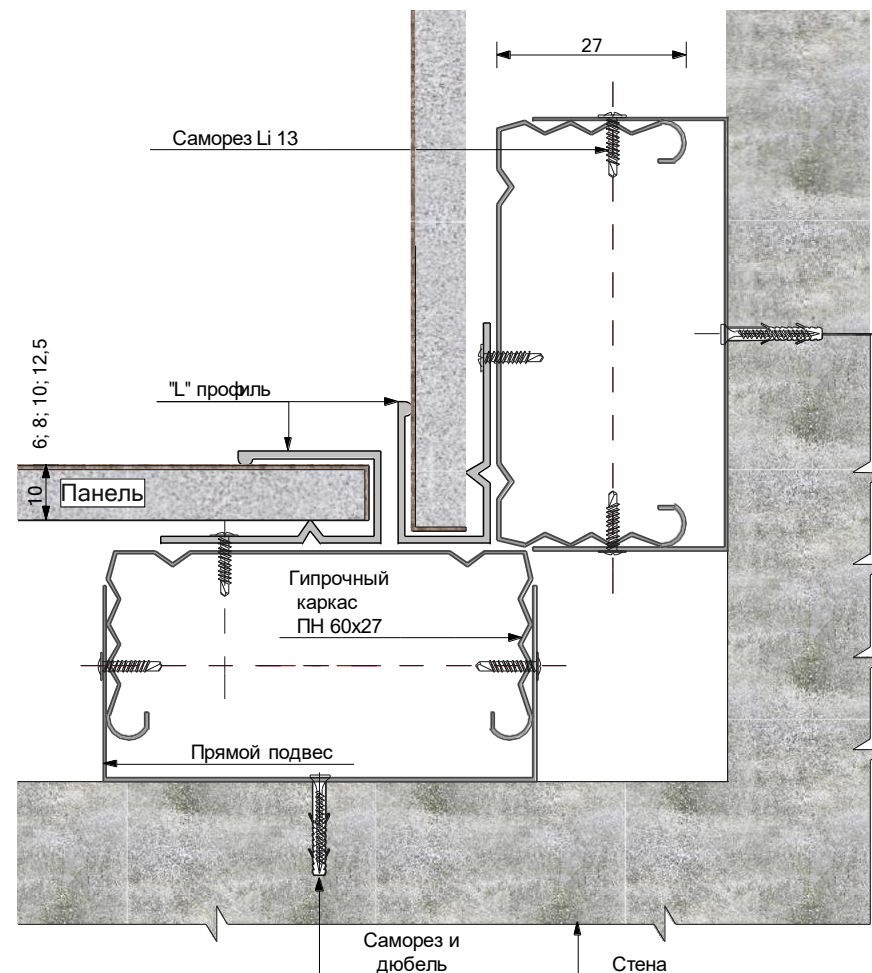 27
Саморез Li 13
6; 8; 10; 12,5
"L" профиль
10
Панель
Гипрочный
каркас
ПН 60х27
Прямой подвес
Саморез и
дюбель
Стена